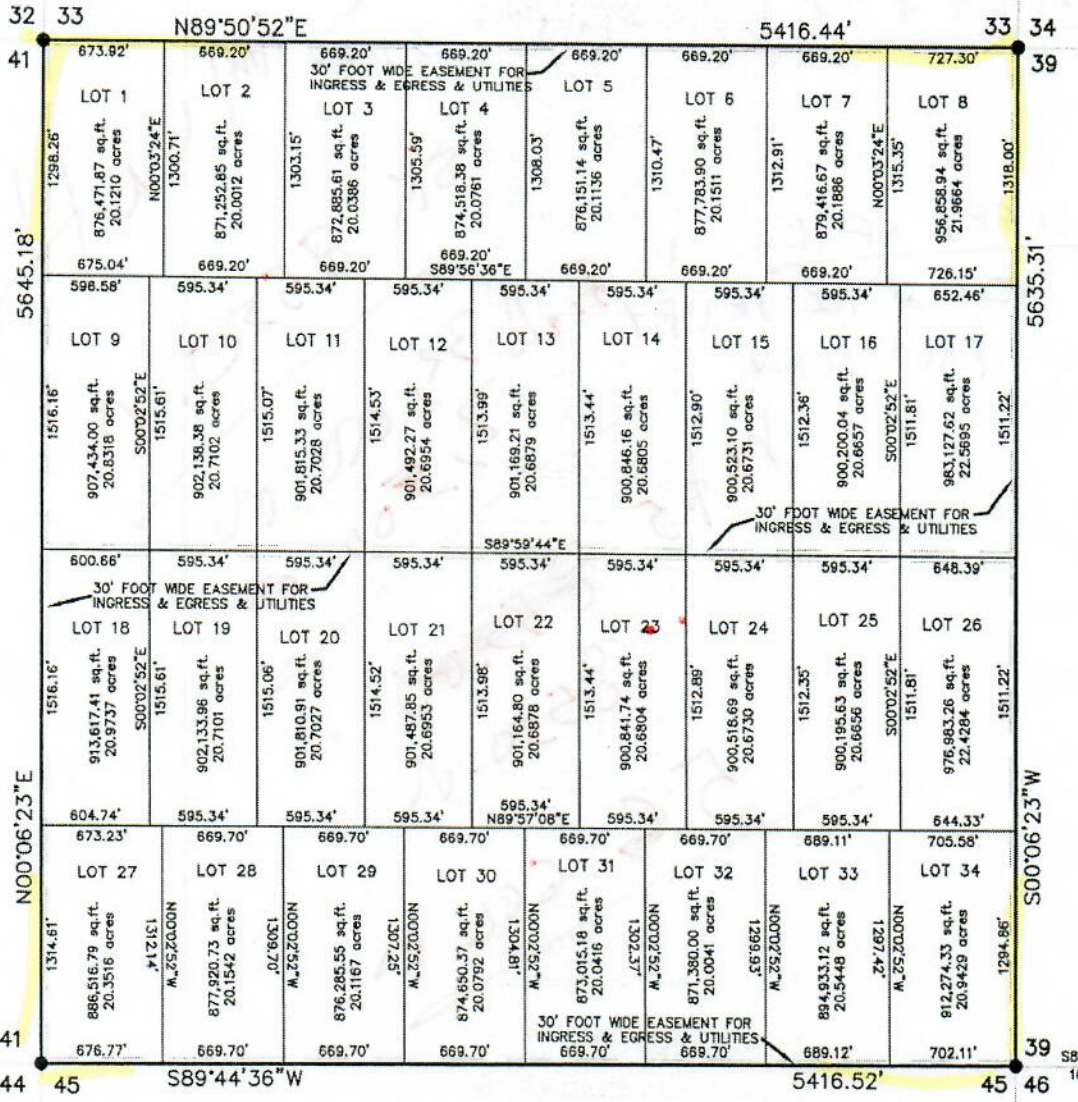 32 33
33 34
N89°50'52"E
5416.44'
41
39
673.92'
669.20'
669.20'
669.20'
669.20'
669.20'
669.20'
727.30'
30' FOOT WIDE EASEMENT FOR
INGRESS & EGRESS & UTILITIES
5645.18'
5635.31'
1298.26'
LOT 1
876,471.87 sq.ft.
20.1210 acres
N00°03'24"E
1300.71'
LOT 2
871,252.85 sq.ft.
20.0012 acres
1303.15'
LOT 3
872,885.61 sq.ft.
20.0386 acres
1305.59'
LOT 4
874,518.38 sq.ft.
20.0761 acres
1308.03'
LOT 5
876,151.14 sq.ft.
20.1136 acres
1310.47'
LOT 6
877,783.90 sq.ft.
20.1511 acres
1312.91'
LOT 7
879,416.67 sq.ft.
20.1886 acres
N00°03'24"E
1315.35'
LOT 8
956,858.94 sq.ft.
21.9664 acres
1318.00'
675.04'
669.20'
669.20'
669.20'
S89°56'36"E
669.20'
669.20'
669.20'
726.15'
596.58'
595.34'
595.34'
595.34'
595.34'
595.34'
595.34'
595.34'
652.46'
1516.16'
LOT 9
907,434.00 sq.ft.
20.8318 acres
S00°02'52"E
1515.61'
LOT 10
902,138.38 sq.ft.
20.7102 acres
1515.07'
LOT 11
901,815.33 sq.ft.
20.7028 acres
1514.53'
LOT 12
901,492.27 sq.ft.
20.6954 acres
1513.99'
LOT 13
901,169.21 sq.ft.
20.6879 acres
1513.44'
LOT 14
900,846.16 sq.ft.
20.6805 acres
1512.90'
LOT 15
900,523.10 sq.ft.
20.6731 acres
1512.36'
LOT 16
900,200.04 sq.ft.
20.6657 acres
S00°02'52"E
1511.81'
LOT 17
983,127.62 sq.ft.
22.5695 acres
1511.22'
30' FOOT WIDE EASEMENT FOR
INGRESS & EGRESS & UTILITIES
S89°59'44"E
600.66'
595.34'
595.34'
595.34'
595.34'
595.34'
595.34'
595.34'
648.39'
30' FOOT WIDE EASEMENT FOR
INGRESS & EGRESS & UTILITIES
1516.16'
LOT 18
913,617.41 sq.ft.
20.9737 acres
S00°02'52"E
1515.61'
LOT 19
902,133.96 sq.ft.
20.7101 acres
1515.06'
LOT 20
901,810.91 sq.ft.
20.7027 acres
1514.52'
LOT 21
901,487.85 sq.ft.
20.6953 acres
1513.98'
LOT 22
901,164.80 sq.ft.
20.6878 acres
1513.44'
LOT 23
900,841.74 sq.ft.
20.6804 acres
1512.89'
LOT 24
900,518.69 sq.ft.
20.6730 acres
1512.35'
LOT 25
900,195.63 sq.ft.
20.6656 acres
S00°02'52"E
1511.81'
LOT 26
976,983.26 sq.ft.
22.4284 acres
1511.22'
604.74'
595.34'
595.34'
595.34'
595.34'
N89°57'08"E
595.34'
595.34'
595.34'
644.33'
N00°06'23"E
S00°06'23"W
673.23'
669.70'
669.70'
669.70'
669.70'
669.70'
689.11'
705.58'
1314.61'
LOT 27
886,516.79 sq.ft.
20.3516 acres
1312.14'
N00°02'52"W
LOT 28
877,920.73 sq.ft.
20.1542 acres
1309.70'
N00°02'52"W
LOT 29
876,285.55 sq.ft.
20.1167 acres
1307.25'
N00°02'52"W
LOT 30
874,650.37 sq.ft.
20.0792 acres
1304.81'
N00°02'52"W
LOT 31
873,015.18 sq.ft.
20.0416 acres
1302.37'
N00°02'52"W
LOT 32
871,380.00 sq.ft.
20.0041 acres
1299.93'
N00°02'52"W
LOT 33
894,933.12 sq.ft.
20.5448 acres
1297.42'
N00°02'52"W
LOT 34
912,274.33 sq.ft.
20.9429 acres
1294.86'
30' FOOT WIDE EASEMENT FOR
INGRESS & EGRESS & UTILITIES
676.77'
669.70'
669.70'
669.70'
669.70'
669.70'
689.12'
702.11'
41
39
S89°44'36"W
5416.52'
44 45
45 46